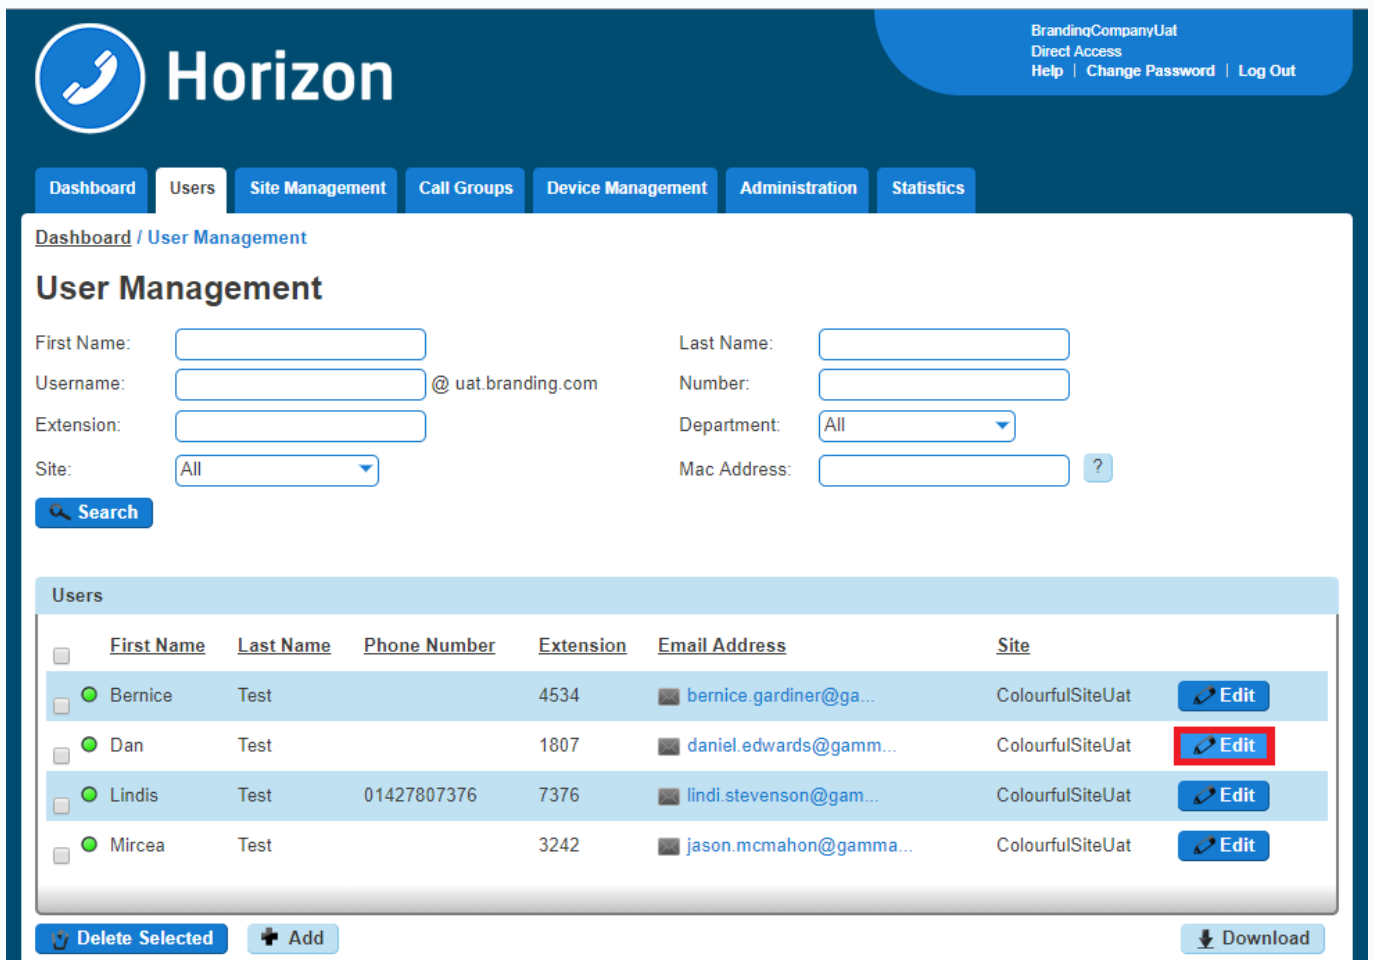 BrandingCompanyUat
Direct Access
Help | Change Password | Log Out
Horizon
Dashboard Users Site Management Call Groups Device Management Administration Statistics
Dashboard / User Management
User Management
First Name: Last Name:
Username: @ uat.branding.com Number:
Extension: Department: All
Site: All Mac Address: ?
Search
Users
First Name Last Name Phone Number Extension Email Address Site
Bernice Test 4534 bernice.gardiner@ga... ColourfulSiteUat Edit
Dan Test 1807 daniel.edwards@gamm... ColourfulSiteUat Edit
Lindis Test 01427807376 7376 lindi.stevenson@gam... ColourfulSiteUat Edit
Mircea Test 3242 jason.mcmahon@gamma... ColourfulSiteUat Edit
Delete Selected Add Download